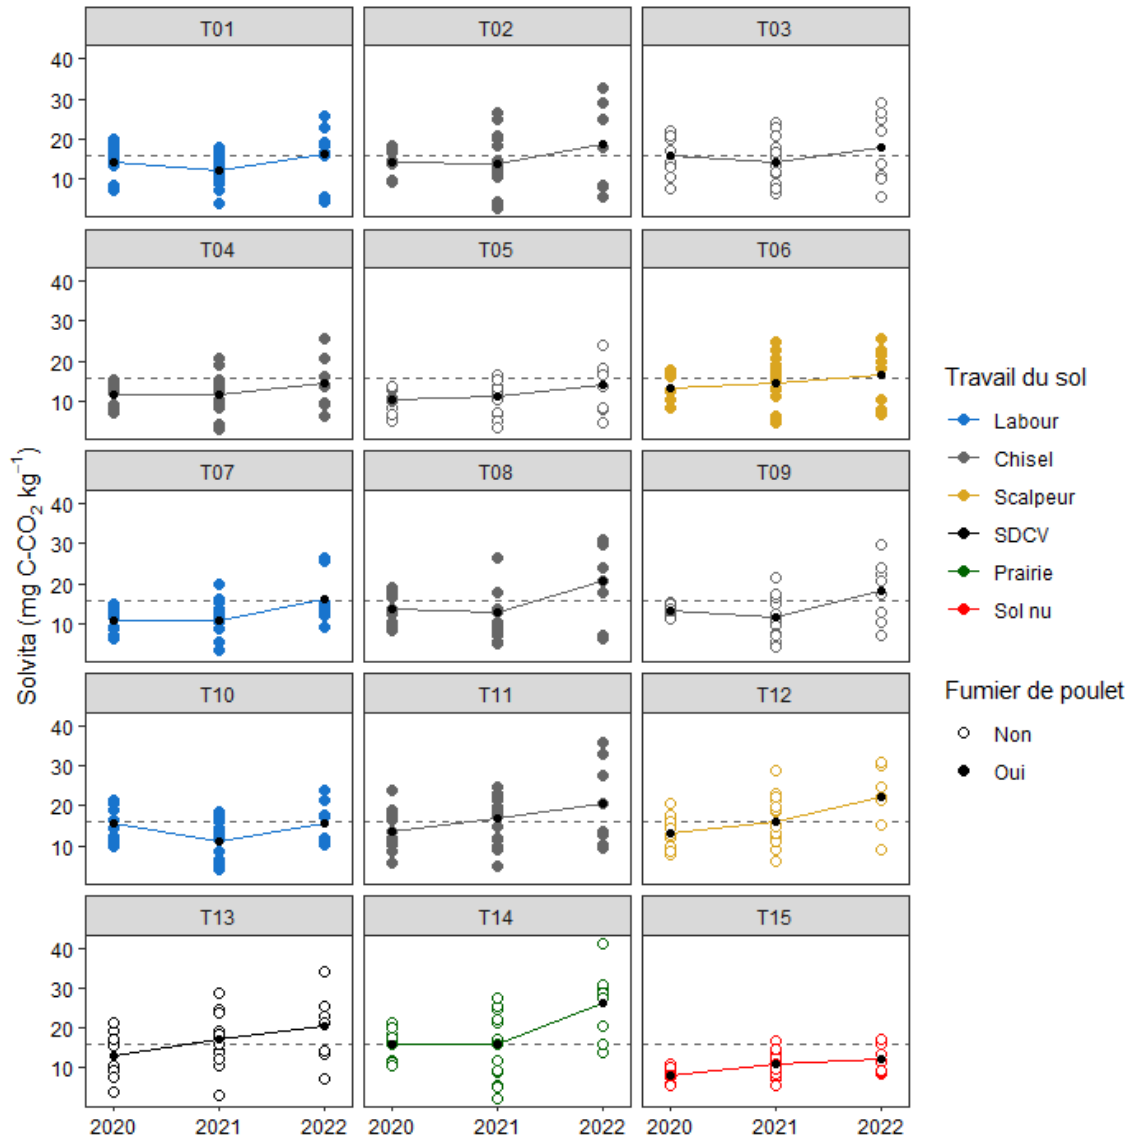 T01 T02 T03
40
30
20
10
T04 T05 T06
40
30
20
10
T07 T08 T09
40
30
20
10
T10 T11 T12
40
30
20
10
T13 T14 T15
40
30
20
10
2020 2021 2022 2020 2021 2022 2020 2021 2022
Solvita (mg C-CO₂ kg⁻¹)
Travail du sol
Labour
Chisel
Scalpeur
SDCV
Prairie
Sol nu
Fumier de poulet
Non
Oui